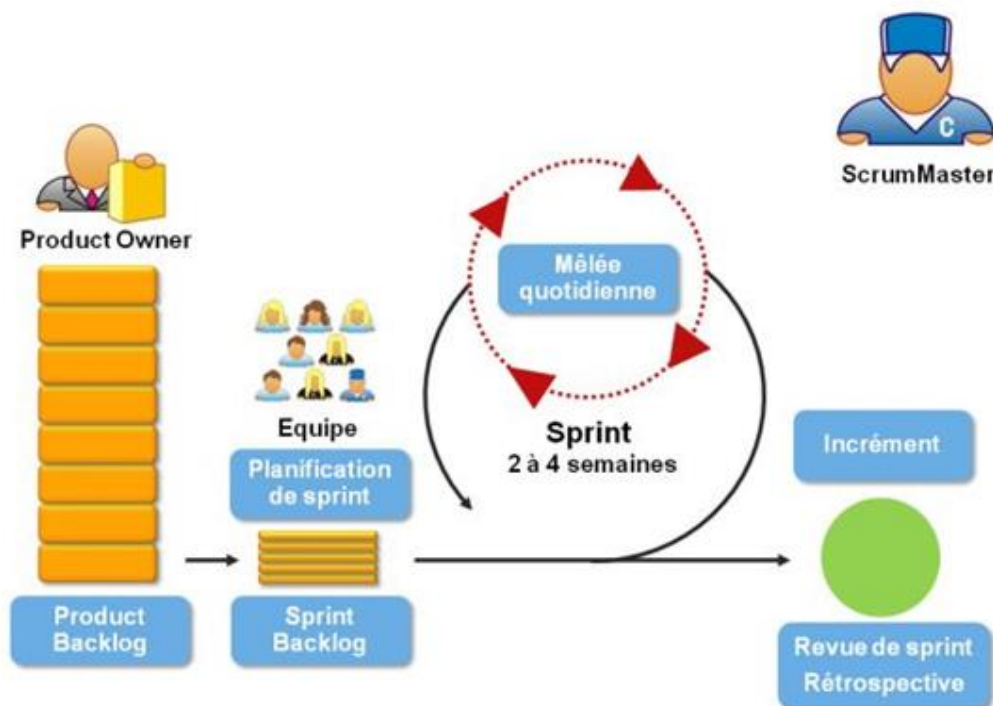 C
ScrumMaster
Product Owner
Mêlée
quotidienne
Equipe
Sprint
2 à 4 semaines
Planification
de sprint
Incrément
Product
Backlog
Sprint
Backlog
Revue de sprint
Rétrospective